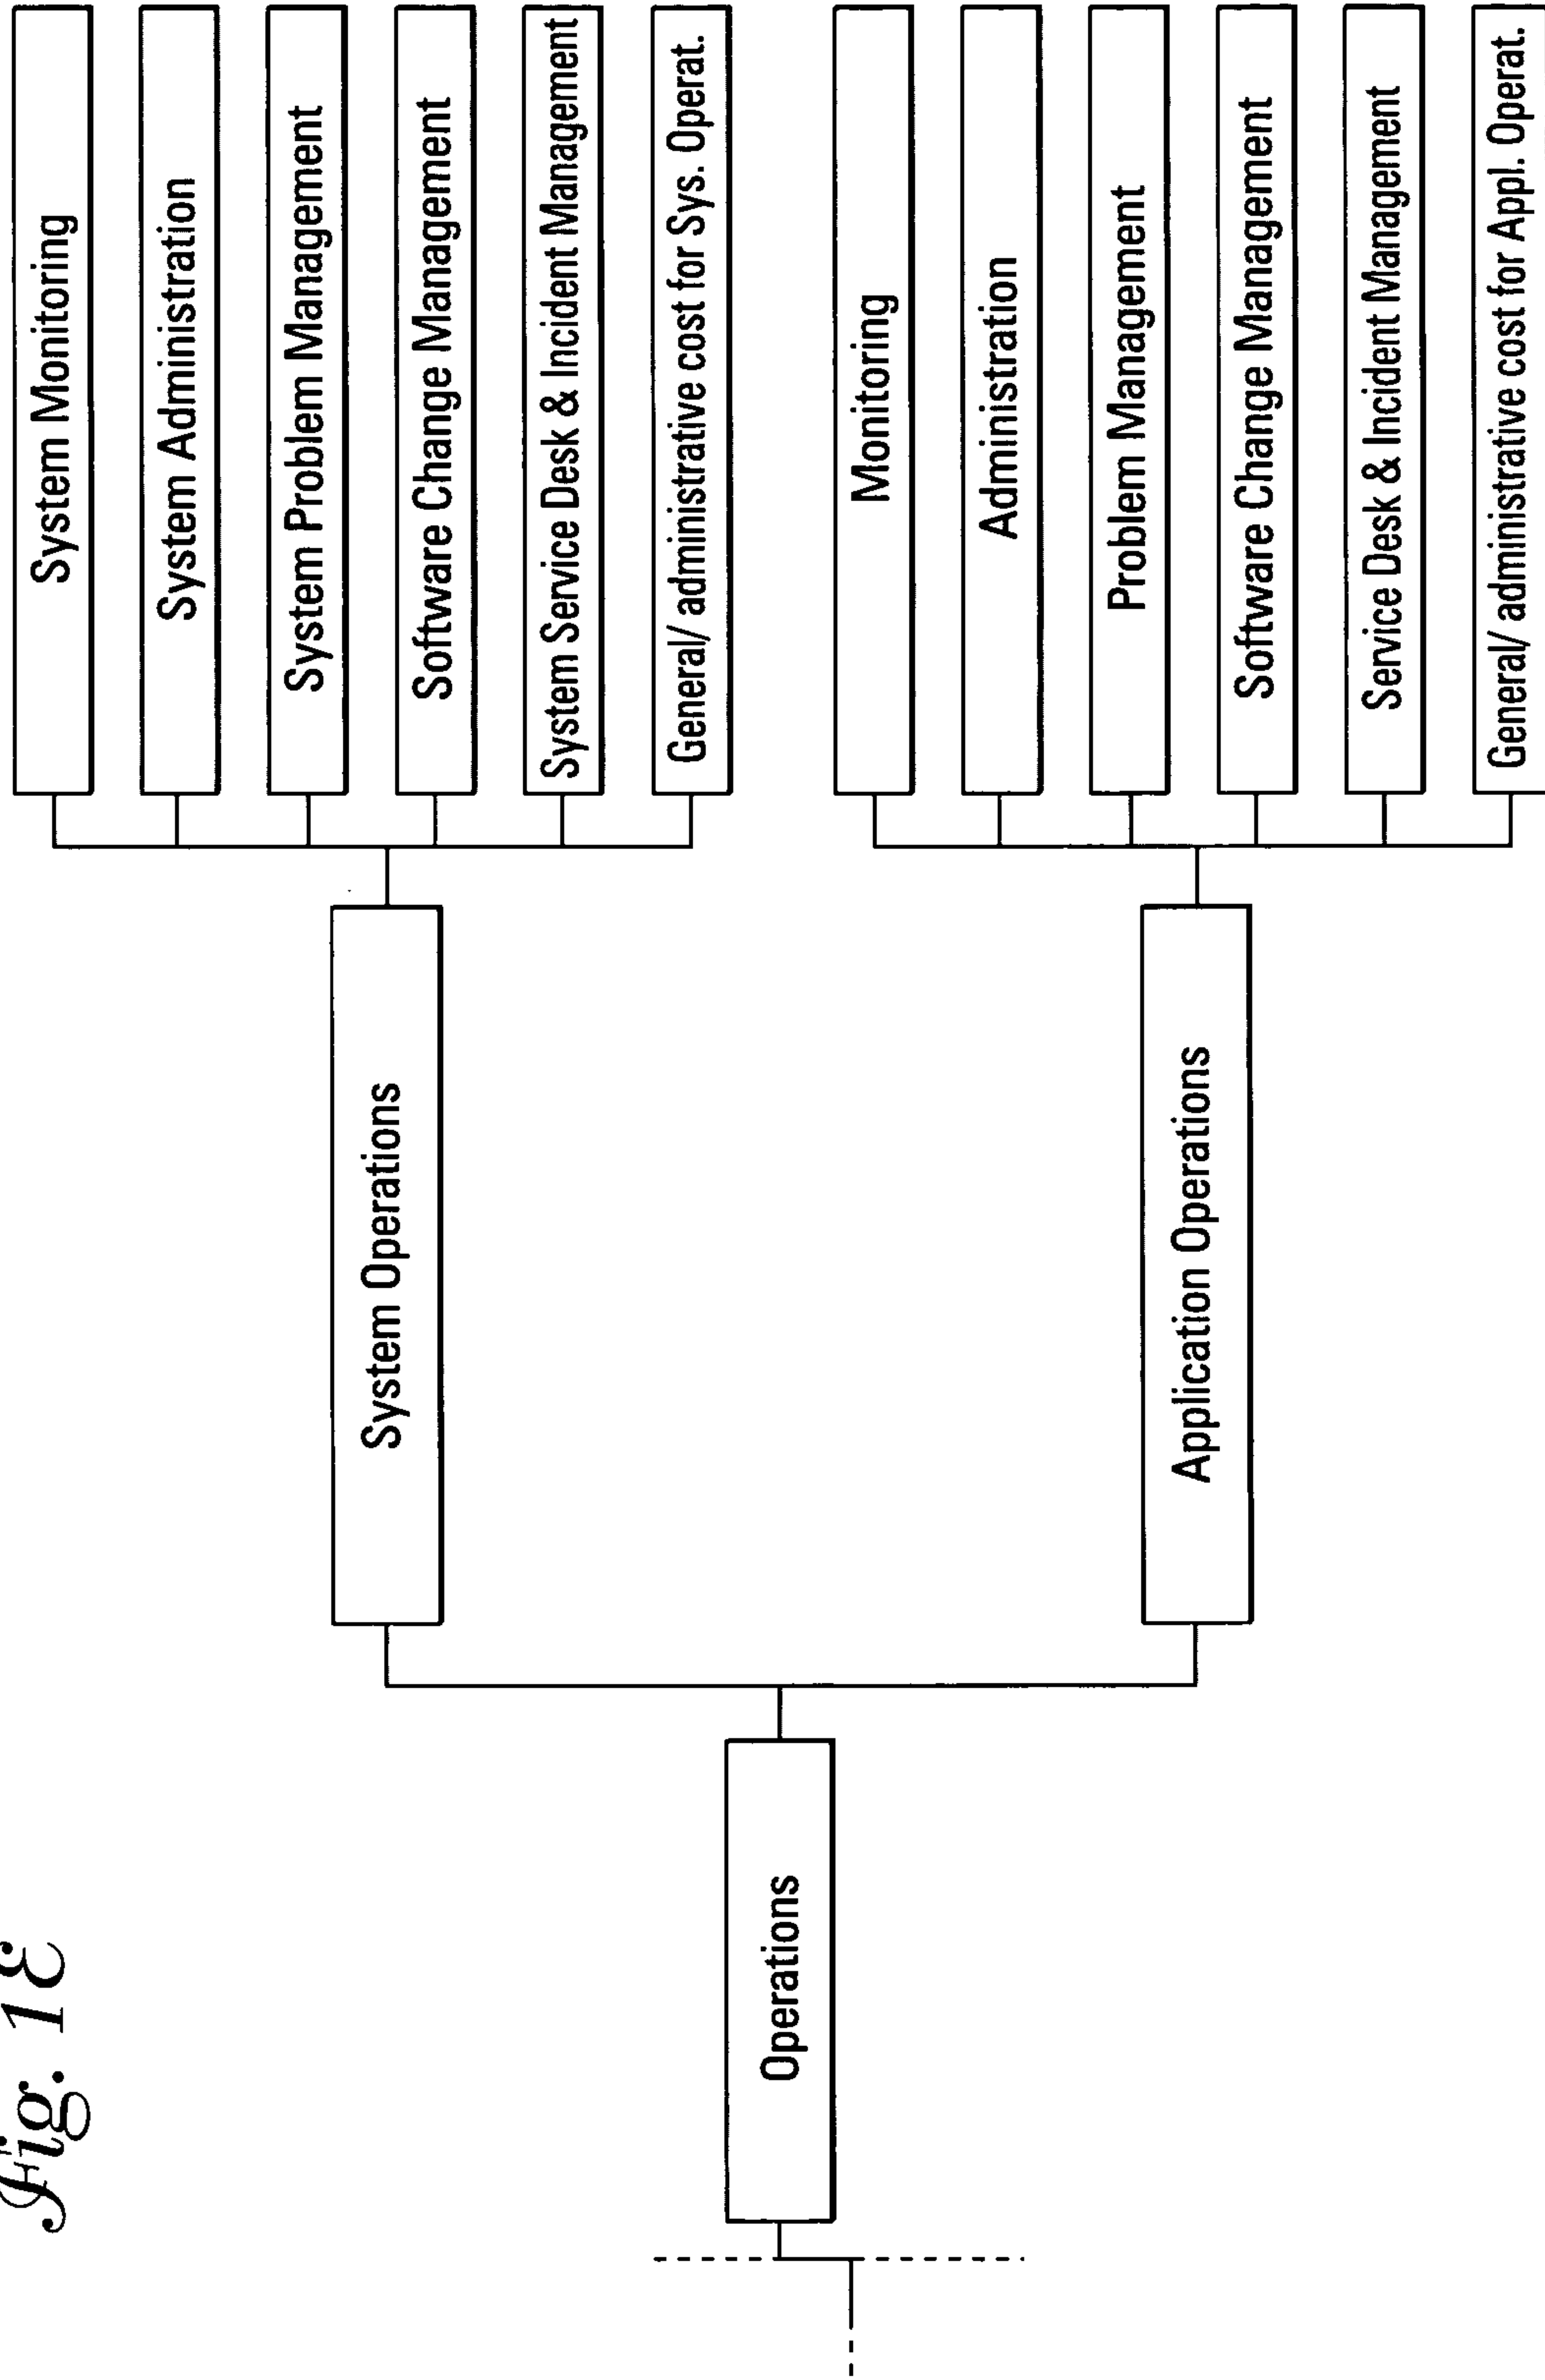 Fig. 1E
Operations
System Operations
System Monitoring
System Administration
System Problem Management
Software Change Management
System Service Desk & Incident Management
General/ administrative cost for Sys. Operat.
Application Operations
Monitoring
Administration
Problem Management
Software Change Management
Service Desk & Incident Management
General/ administrative cost for Appl. Operat.